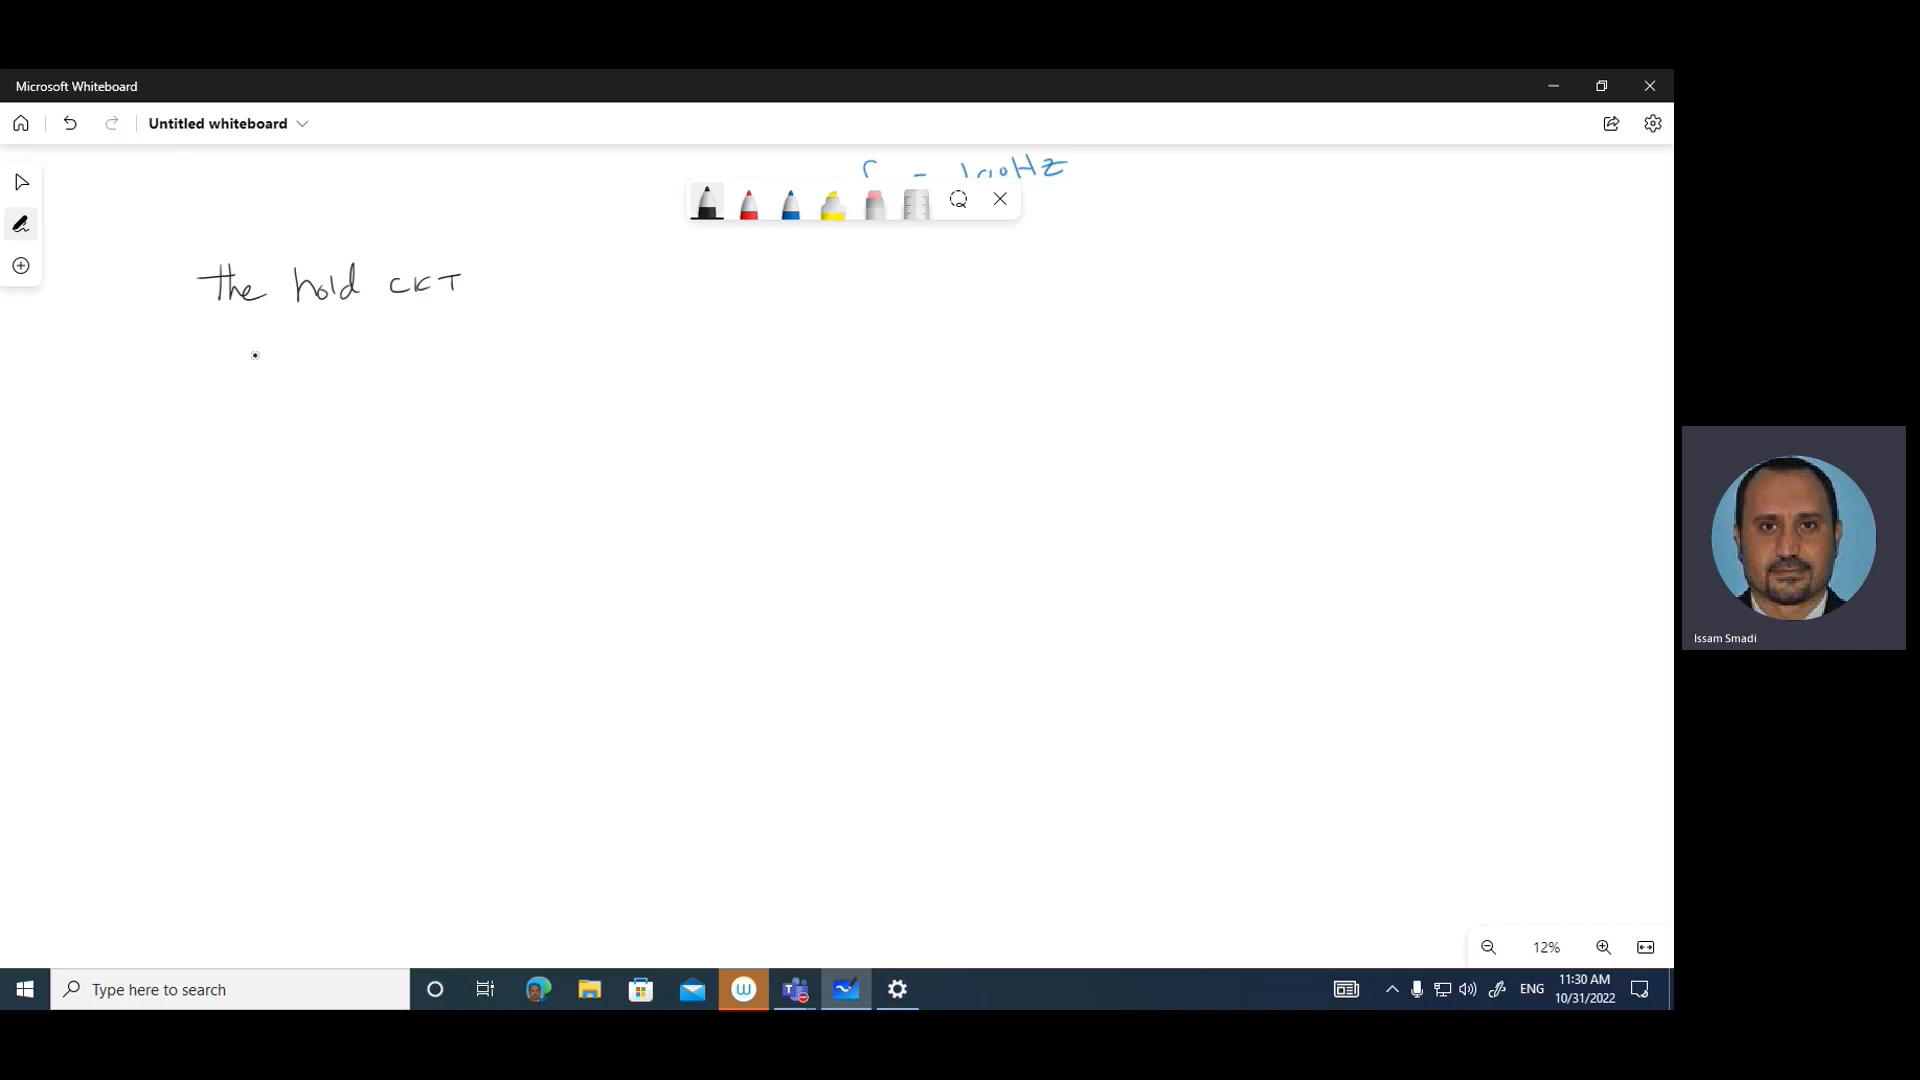 Microsoft Whiteboard
Untitled whiteboard
100Hz
the hold CKT
Issam Smadi
12%
Type here to search
ENG
11:30 AM
10/31/2022